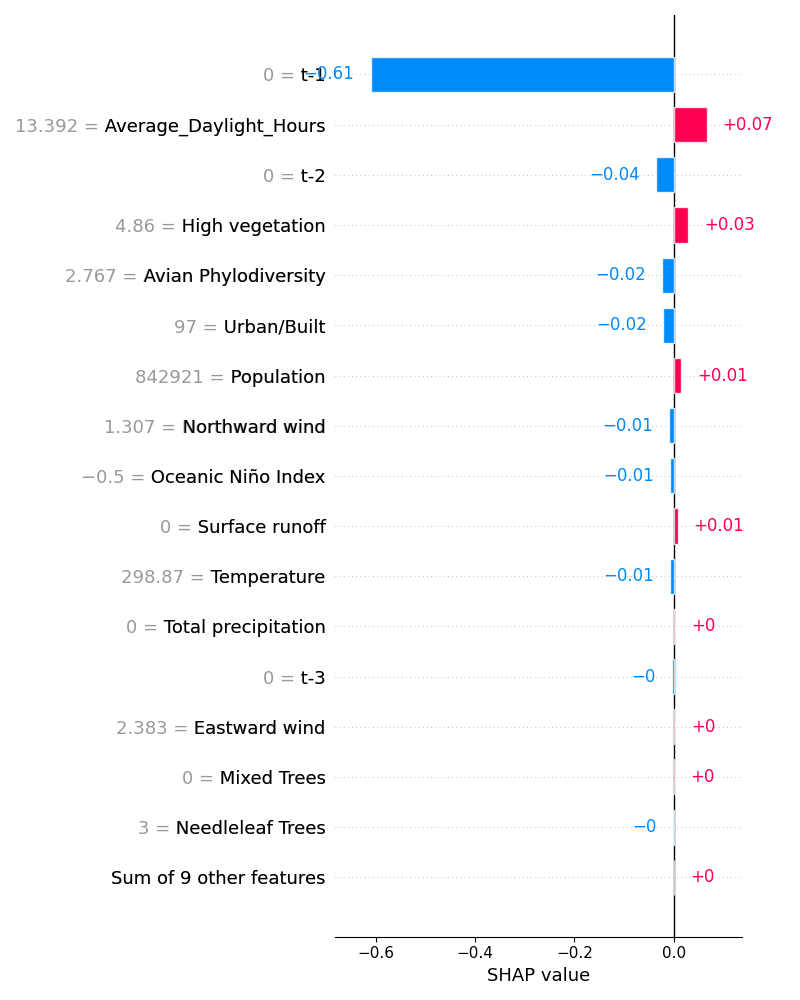 0 = t-1 −0.61
13.392 = Average_Daylight_Hours +0.07
0 = t-2 −0.04
4.86 = High vegetation +0.03
2.767 = Avian Phylodiversity −0.02
97 = Urban/Built −0.02
842921 = Population +0.01
1.307 = Northward wind −0.01
−0.5 = Oceanic Niño Index −0.01
0 = Surface runoff +0.01
298.87 = Temperature −0.01
0 = Total precipitation +0
0 = t-3 −0
2.383 = Eastward wind +0
0 = Mixed Trees +0
3 = Needleleaf Trees −0
Sum of 9 other features +0
−0.6 −0.4 −0.2 0.0
SHAP value